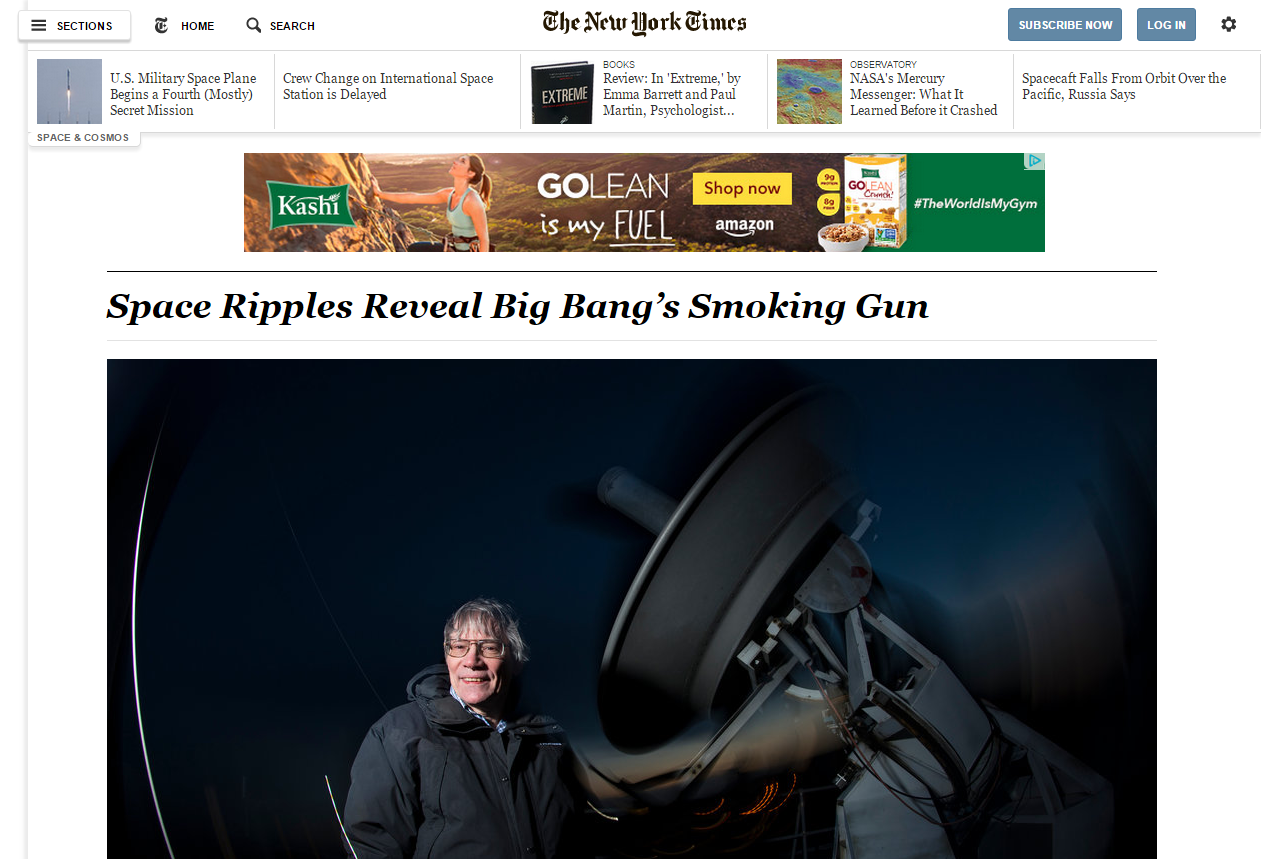 SECTIONS
HOME
SEARCH
The New York Times
SUBSCRIBE NOW
LOG IN
U.S. Military Space Plane
Begins a Fourth (Mostly)
Secret Mission
Crew Change on International Space
Station is Delayed
EXTREME
BOOKS
Review: In 'Extreme,' by
Emma Barrett and Paul
Martin, Psychologist...
OBSERVATORY
NASA's Mercury
Messenger: What It
Learned Before it Crashed
Spacecaft Falls From Orbit Over the
Pacific, Russia Says
SPACE & COSMOS
Kashi
GOLEAN
is my FUEL
Shop now
amazon
9g
PROTEIN
8g
FIBER
Kashi
GOLEAN
Crunch!
#TheWorldIsMyGym
Space Ripples Reveal Big Bang’s Smoking Gun